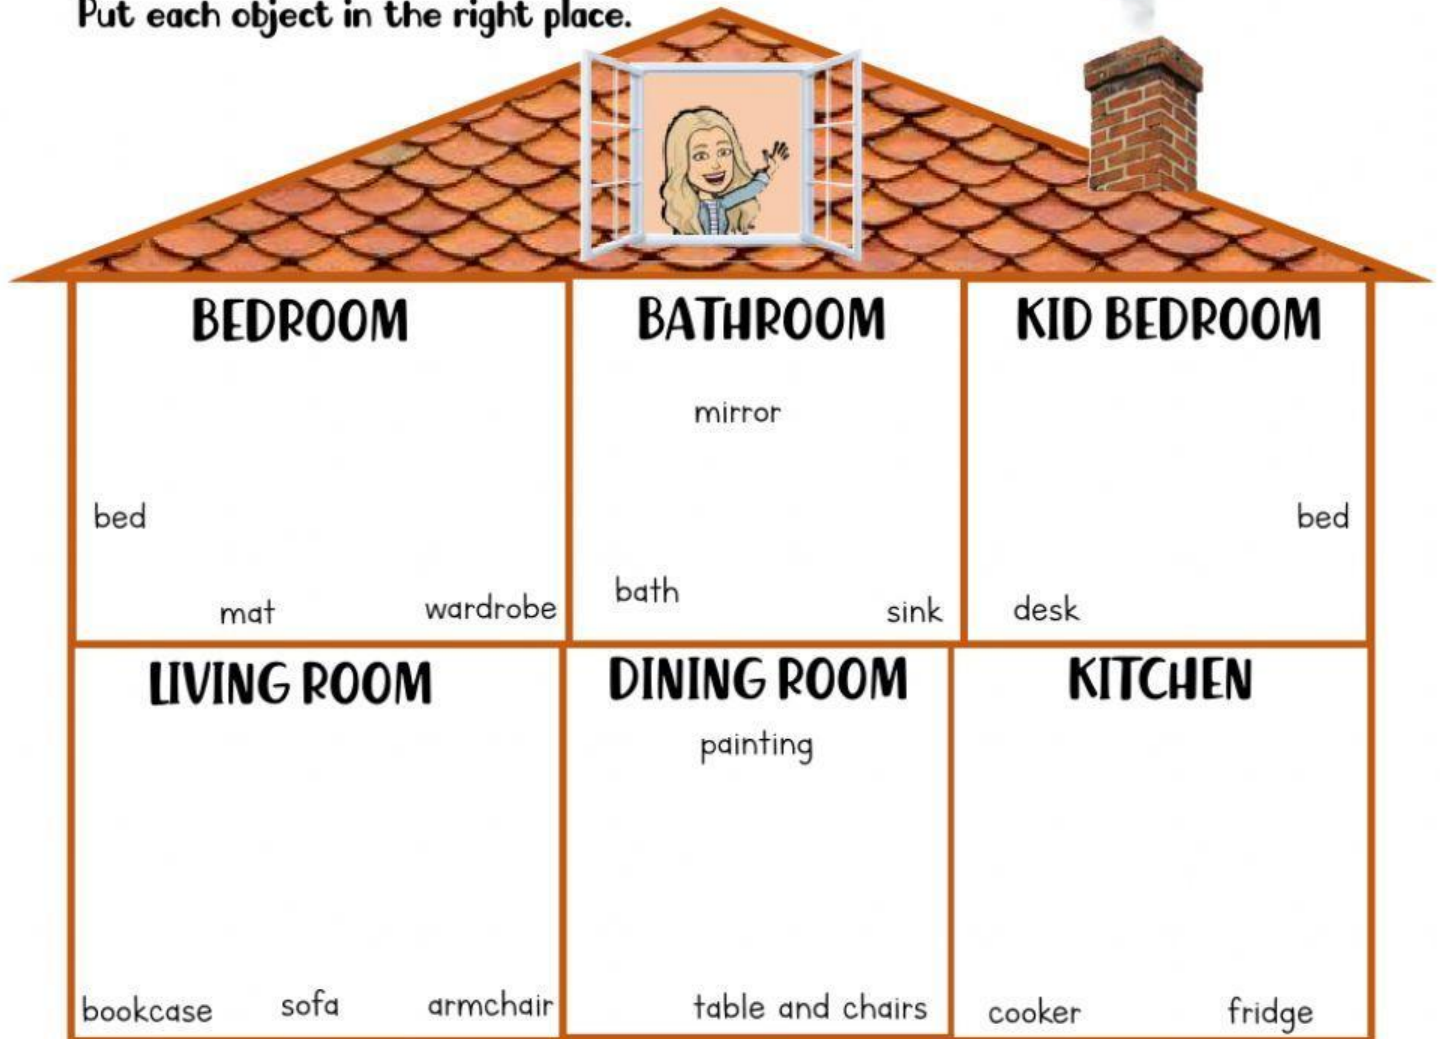 Put each object in the right place.
BEDROOM
BATHROOM
KID BEDROOM
mirror
bed
bed
bath
mat
wardrobe
sink
desk
LIVING ROOM
DINING ROOM
KITCHEN
painting
bookcase
sofa
armchair
table and chairs
cooker
fridge